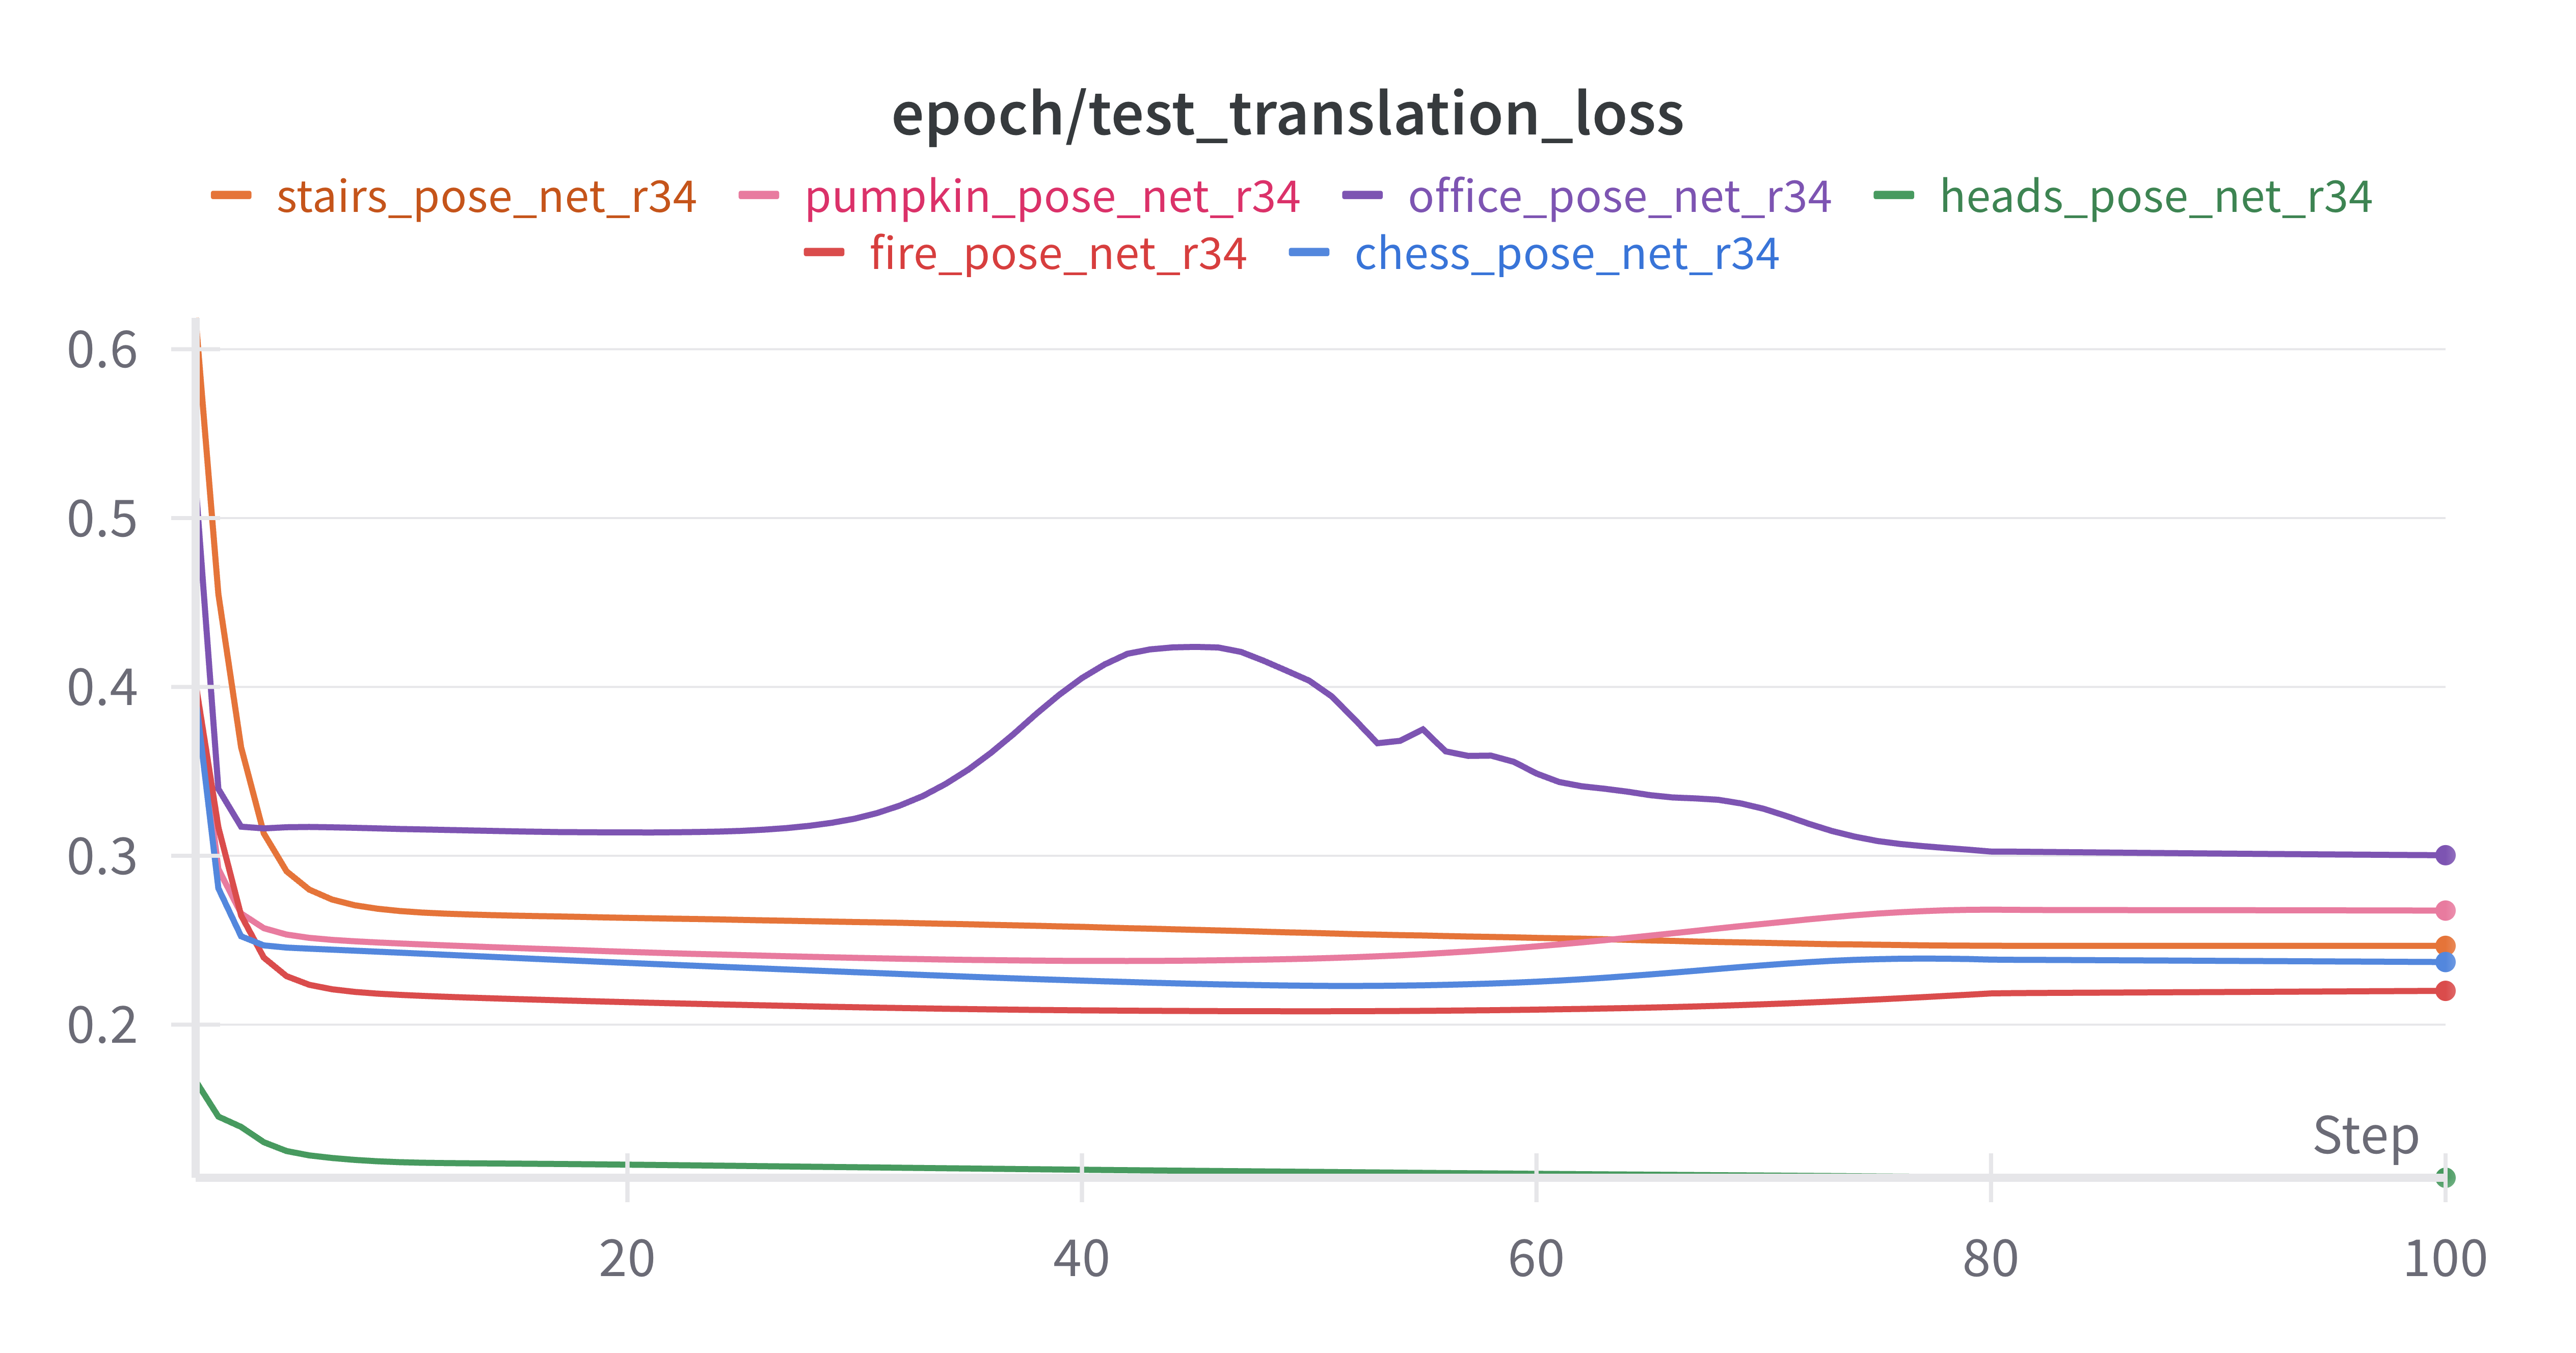 epoch/test_translation_loss
stairs_pose_net_r34 pumpkin_pose_net_r34 office_pose_net_r34 heads_pose_net_r34
fire_pose_net_r34 chess_pose_net_r34
0.6
0.5
0.4
0.3
0.2
Step
20 40 60 80 100